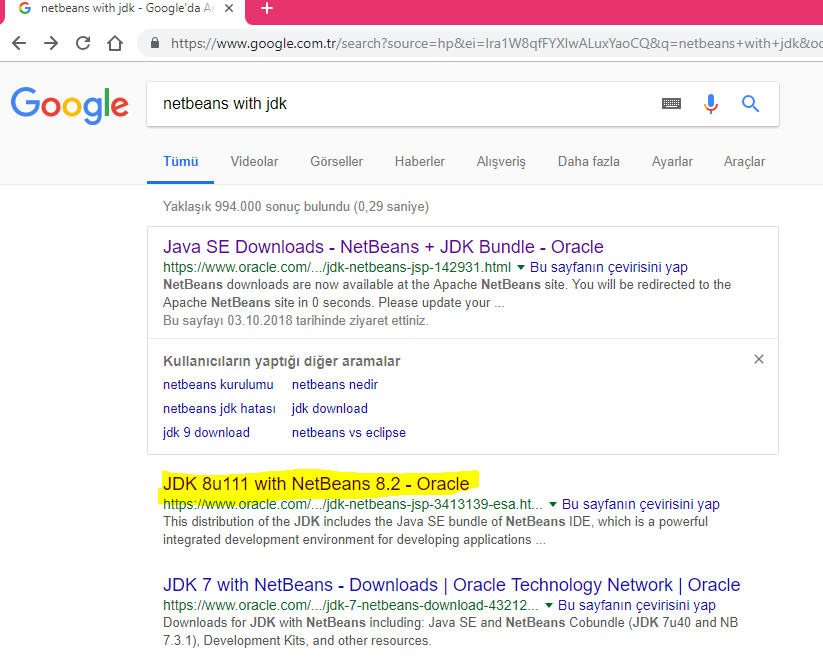 netbeans with jdk - Google'da Ar
https://www.google.com.tr/search?source=hp&ei=Ira1W8qfFYXIwALuxYaoCQ&q=netbeans+with+jdk&oq
Google
netbeans with jdk
Tümü Videolar Görseller Haberler Alışveriş Daha fazla Ayarlar Araçlar
Yaklaşık 994.000 sonuç bulundu (0,29 saniye)
Java SE Downloads - NetBeans + JDK Bundle - Oracle
https://www.oracle.com/.../jdk-netbeans-jsp-142931.html ▼ Bu sayfanın çevirisini yap
NetBeans downloads are now available at the Apache NetBeans site. You will be redirected to the
Apache NetBeans site in 0 seconds. Please update your ...
Bu sayfayı 03.10.2018 tarihinde ziyaret ettiniz.
Kullanıcıların yaptığı diğer aramalar
netbeans kurulumu netbeans nedir
netbeans jdk hatası jdk download
jdk 9 download netbeans vs eclipse
JDK 8u111 with NetBeans 8.2 - Oracle
https://www.oracle.com/.../jdk-netbeans-jsp-3413139-esa.ht... ▼ Bu sayfanın çevirisini yap
This distribution of the JDK includes the Java SE bundle of NetBeans IDE, which is a powerful
integrated development environment for developing applications ...
JDK 7 with NetBeans - Downloads | Oracle Technology Network | Oracle
https://www.oracle.com/.../jdk-7-netbeans-download-43212... ▼ Bu sayfanın çevirisini yap
Downloads for JDK with NetBeans including: Java SE and NetBeans Cobundle (JDK 7u40 and NB
7.3.1), Development Kits, and other resources.